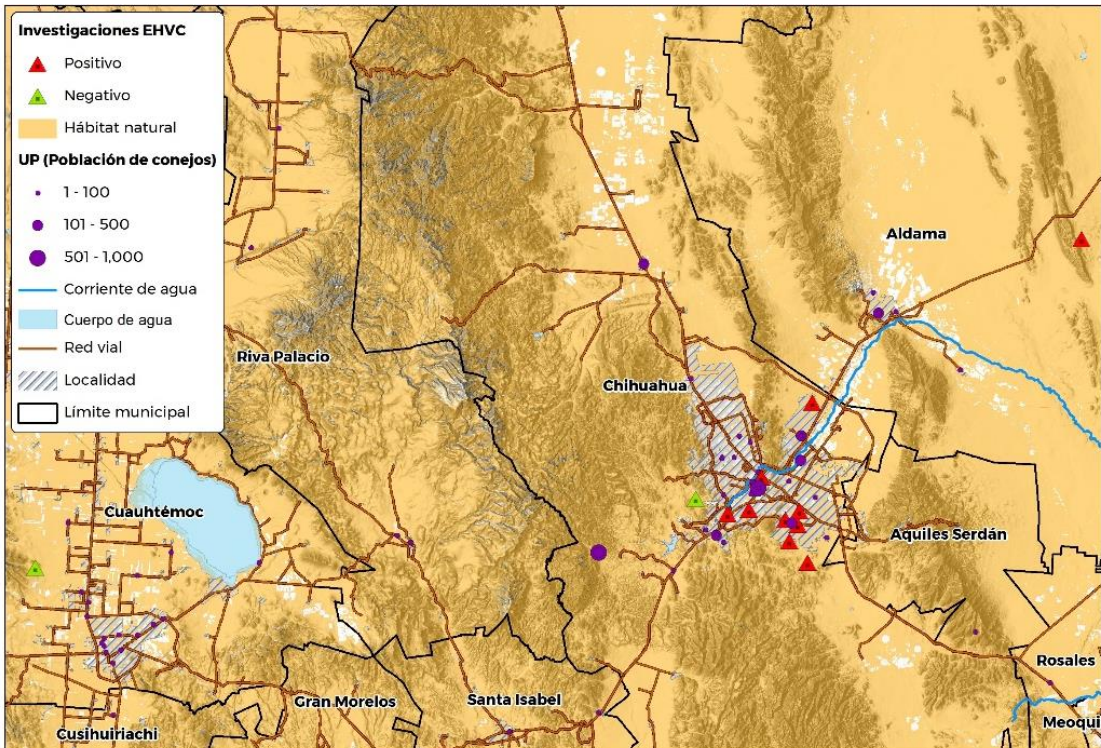 Investigaciones EHVC
Positivo
Negativo
Hábitat natural
UP (Población de conejos)
1 - 100
101 - 500
501 - 1,000
Corriente de agua
Cuerpo de agua
Red vial
Localidad
Límite municipal
Aldama
Riva Palacio
Chihuahua
Cuauhtémoc
Aquiles Serdán
Rosales
Gran Morelos
Santa Isabel
Meoqui
Cusihuiriachi